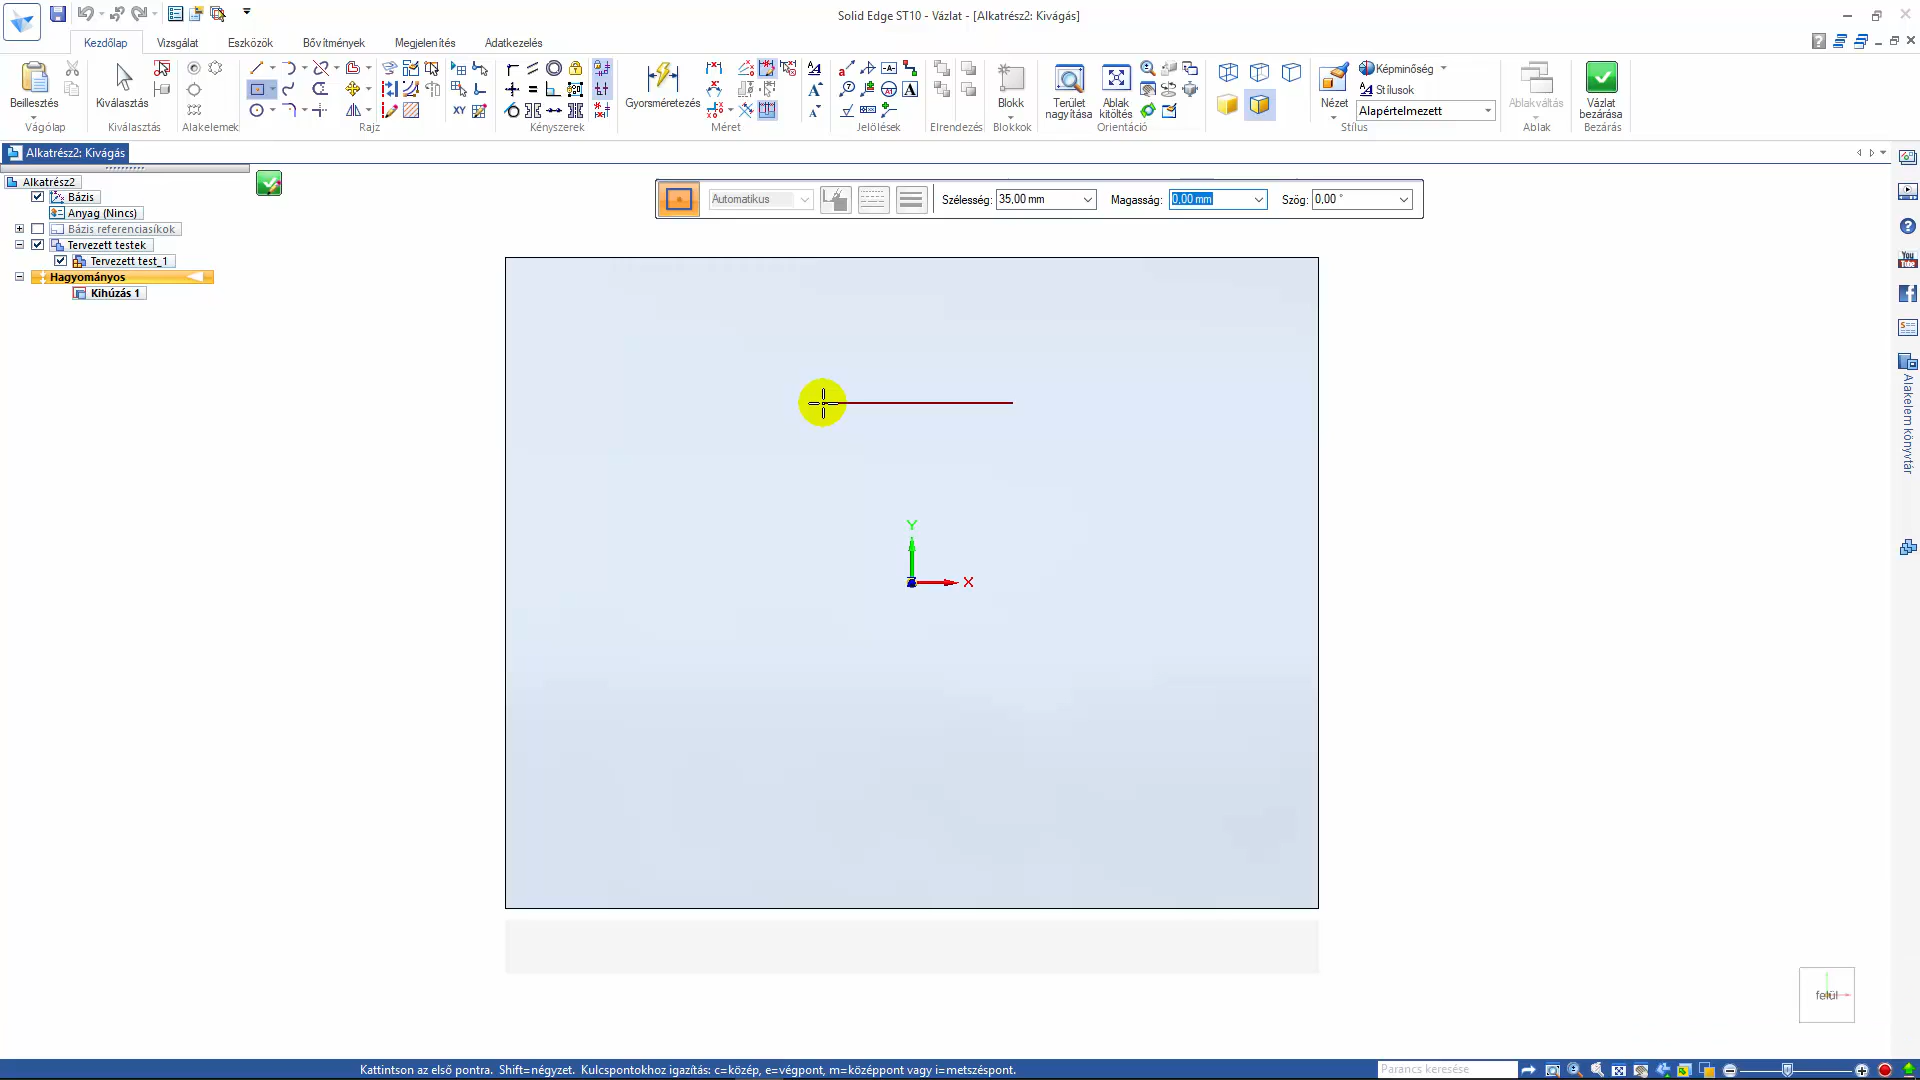 Solid Edge ST10 - Vázlat - [Alkatrész2: Kivágás]
Kezdőlap
Vizsgálat
Eszközök
Bővítmények
Megjelenítés
Adatkezelés
Beillesztés
Kiválasztás
Gyorsméretezés
Blokk
Terület nagyítása
Ablak kitöltés
Nézet
Képminőség
Stílusok
Alapértelmezett
Ablakváltás
Vázlat bezárása
Vágólap
Kiválasztás
Alakelemek
Rajz
Kényszerek
Méret
Jelölések
Elrendezés
Blokkok
Orientáció
Stílus
Ablak
Bezárás
Alkatrész2: Kivágás
Alkatrész2
Bázis
Anyag (Nincs)
Bázis referenciasíkok
Tervezett testek
Tervezett test_1
Hagyományos
Kihúzás 1
Automatikus
Szélesség: 35,00 mm
Magasság: 0,00 mm
Szög: 0,00 °
Y
X
You Tube
Alakelem könyvtár
felül
Kattintson az első pontra. Shift=négyzet. Kulcspontokhoz igazítás: c=közép, e=végpont, m=középpont vagy i=metszéspont.
Parancs keresése